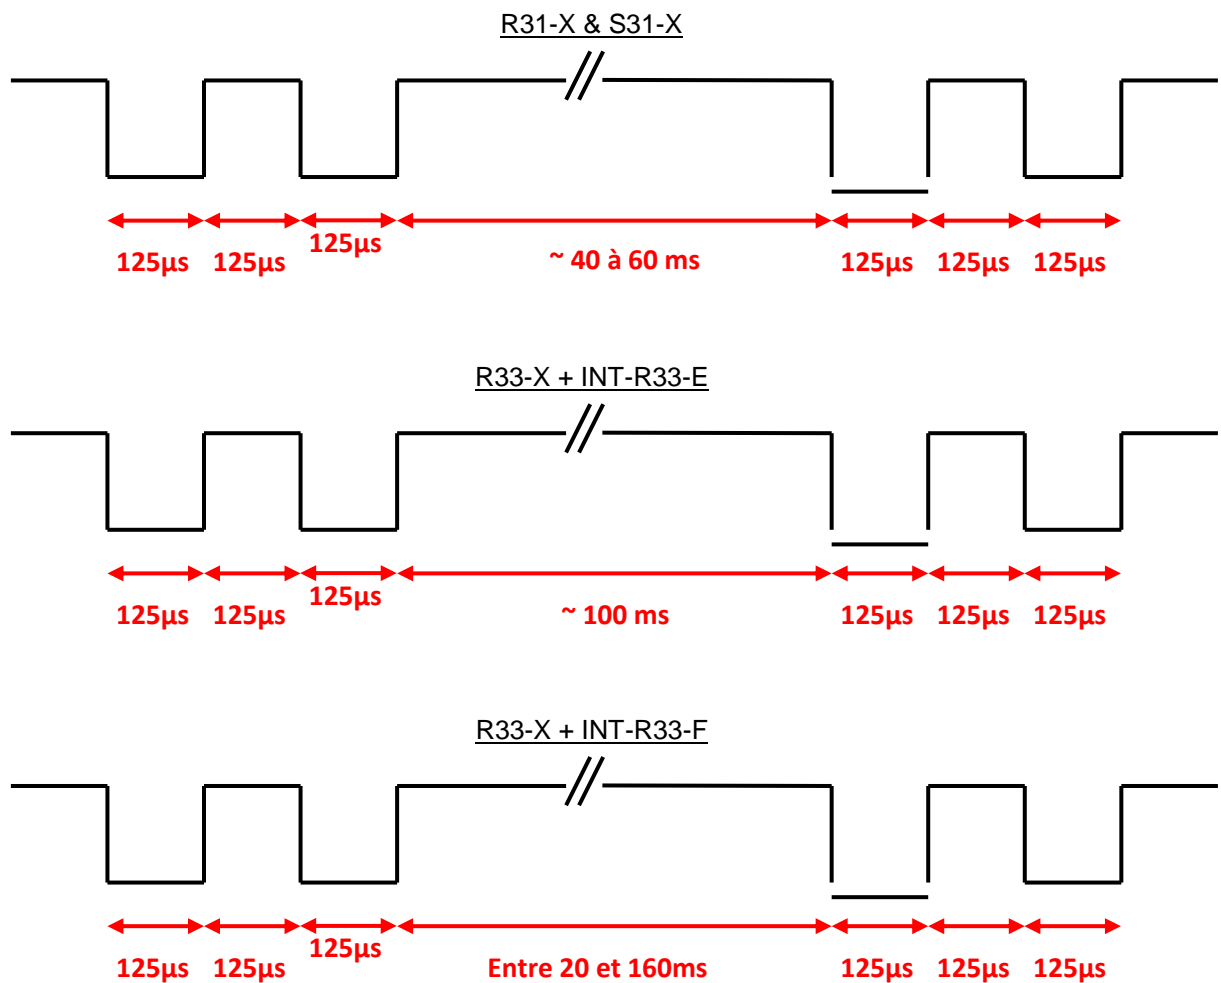 R31-X & S31-X
125µs 125µs 125µs ~ 40 à 60 ms 125µs 125µs 125µs
R33-X + INT-R33-E
125µs 125µs 125µs ~ 100 ms 125µs 125µs 125µs
R33-X + INT-R33-F
125µs 125µs 125µs Entre 20 et 160ms 125µs 125µs 125µs